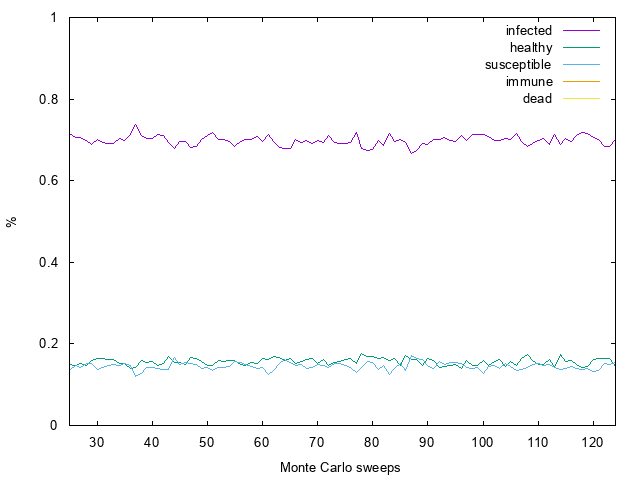 1
0.8
0.6
0.4
0.2
0
%
infected
healthy
susceptible
immune
dead
30 40 50 60 70 80 90 100 110 120
Monte Carlo sweeps